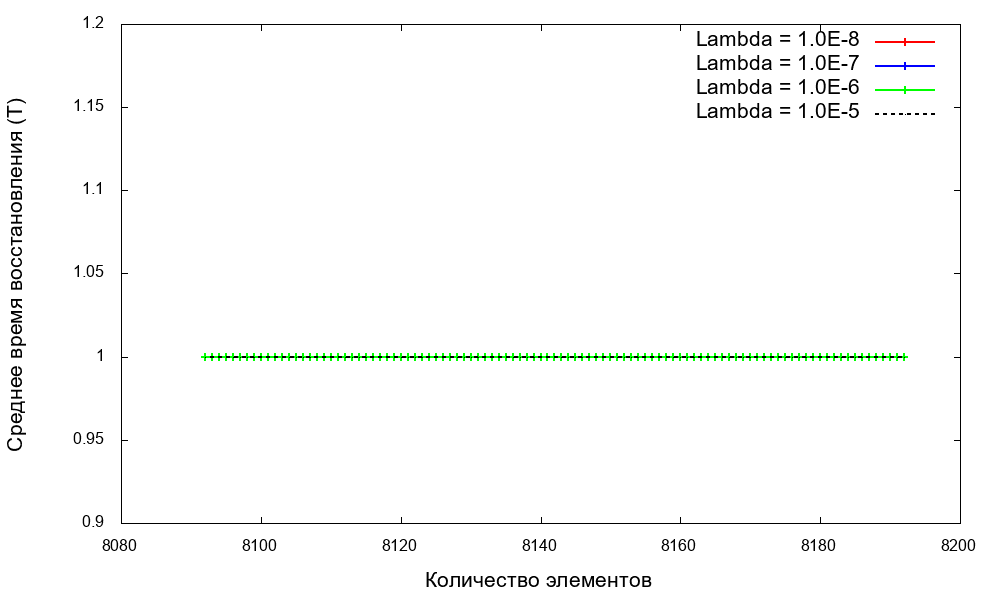 1.2
1.15
1.1
1.05
1
0.95
0.9
8080 8100 8120 8140 8160 8180 8200
Среднее время восстановления (T)
Количество элементов
Lambda = 1.0E-8
Lambda = 1.0E-7
Lambda = 1.0E-6
Lambda = 1.0E-5